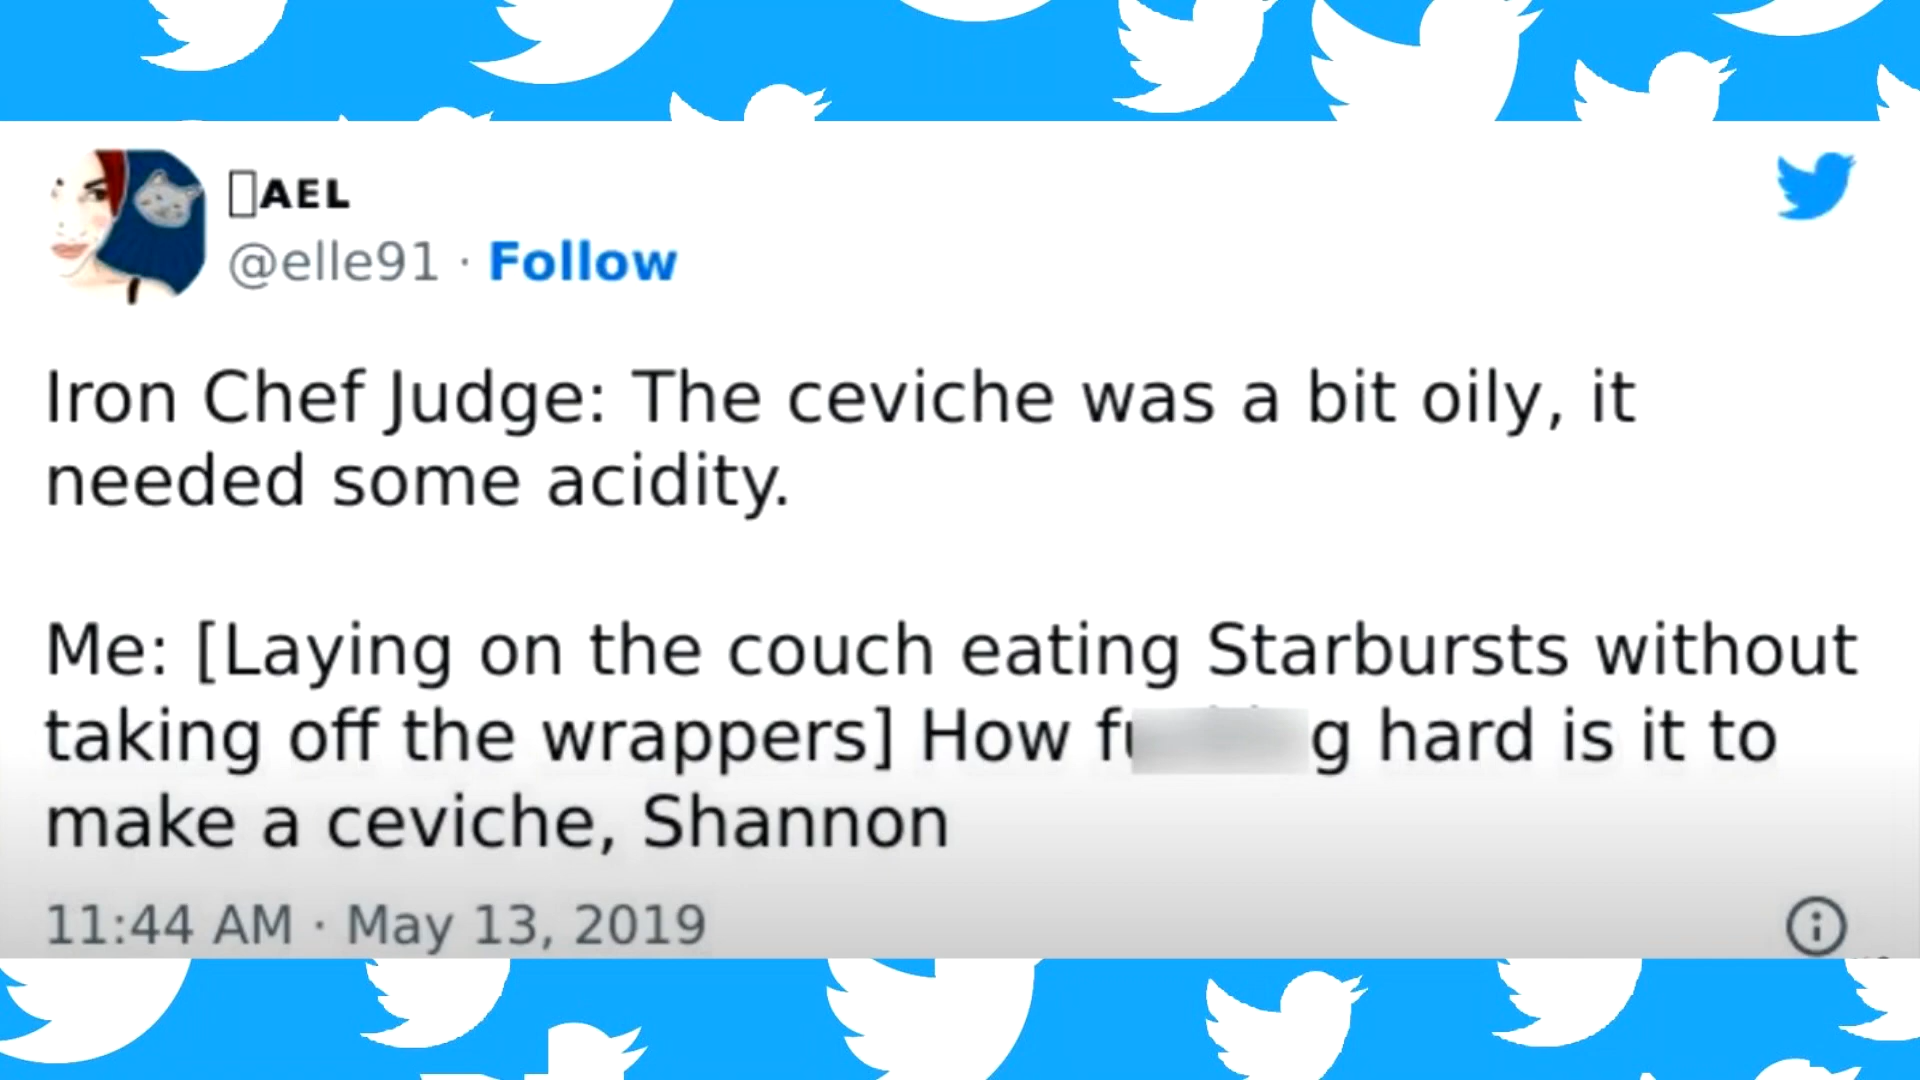 AEL
@elle91 · Follow
Iron Chef Judge: The ceviche was a bit oily, it
needed some acidity.
Me: [Laying on the couch eating Starbursts without
taking off the wrappers] How hard is it to
make a ceviche, Shannon
11:44 AM · May 13, 2019